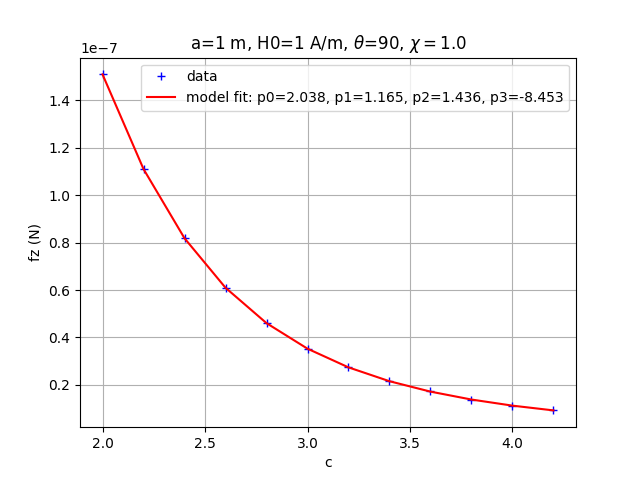 a=1 m, H0=1 A/m, θ=90, χ = 1.0
1e−7
data
model fit: p0=2.038, p1=1.165, p2=1.436, p3=-8.453
1.4
1.2
1.0
0.8
0.6
0.4
0.2
fz (N)
2.0 2.5 3.0 3.5 4.0
c